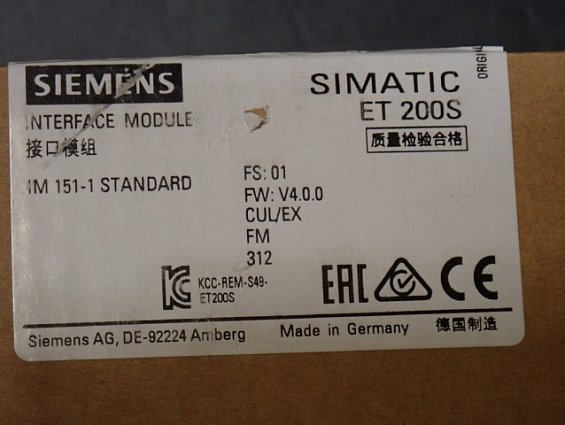 SIEMENS
SIMATIC
ET 200S
ORIGIN
INTERFACE MODULE
接口模组
质量检验合格
IM 151-1 STANDARD
FS: 01
FW: V4.0.0
CUL/EX
FM
312
KCC-REM-S49-
ET200S
EAC
CE
Siemens AG, DE-92224 Amberg
Made in Germany
德国制造